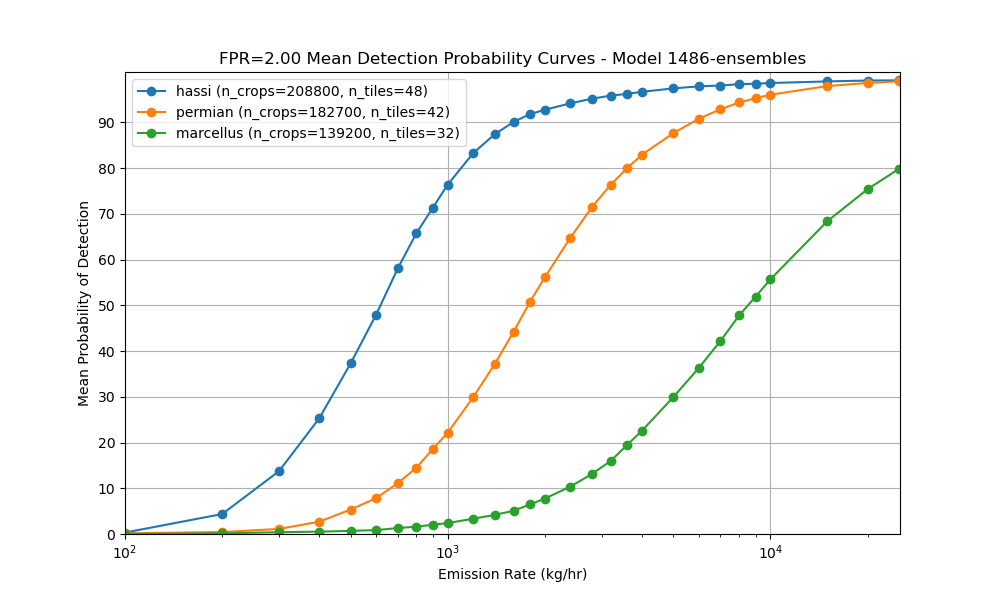 FPR=2.00 Mean Detection Probability Curves - Model 1486-ensembles
hassi (n_crops=208800, n_tiles=48)
permian (n_crops=182700, n_tiles=42)
marcellus (n_crops=139200, n_tiles=32)
Mean Probability of Detection
90
80
70
60
50
40
30
20
10
0
10² 10³ 10⁴
Emission Rate (kg/hr)